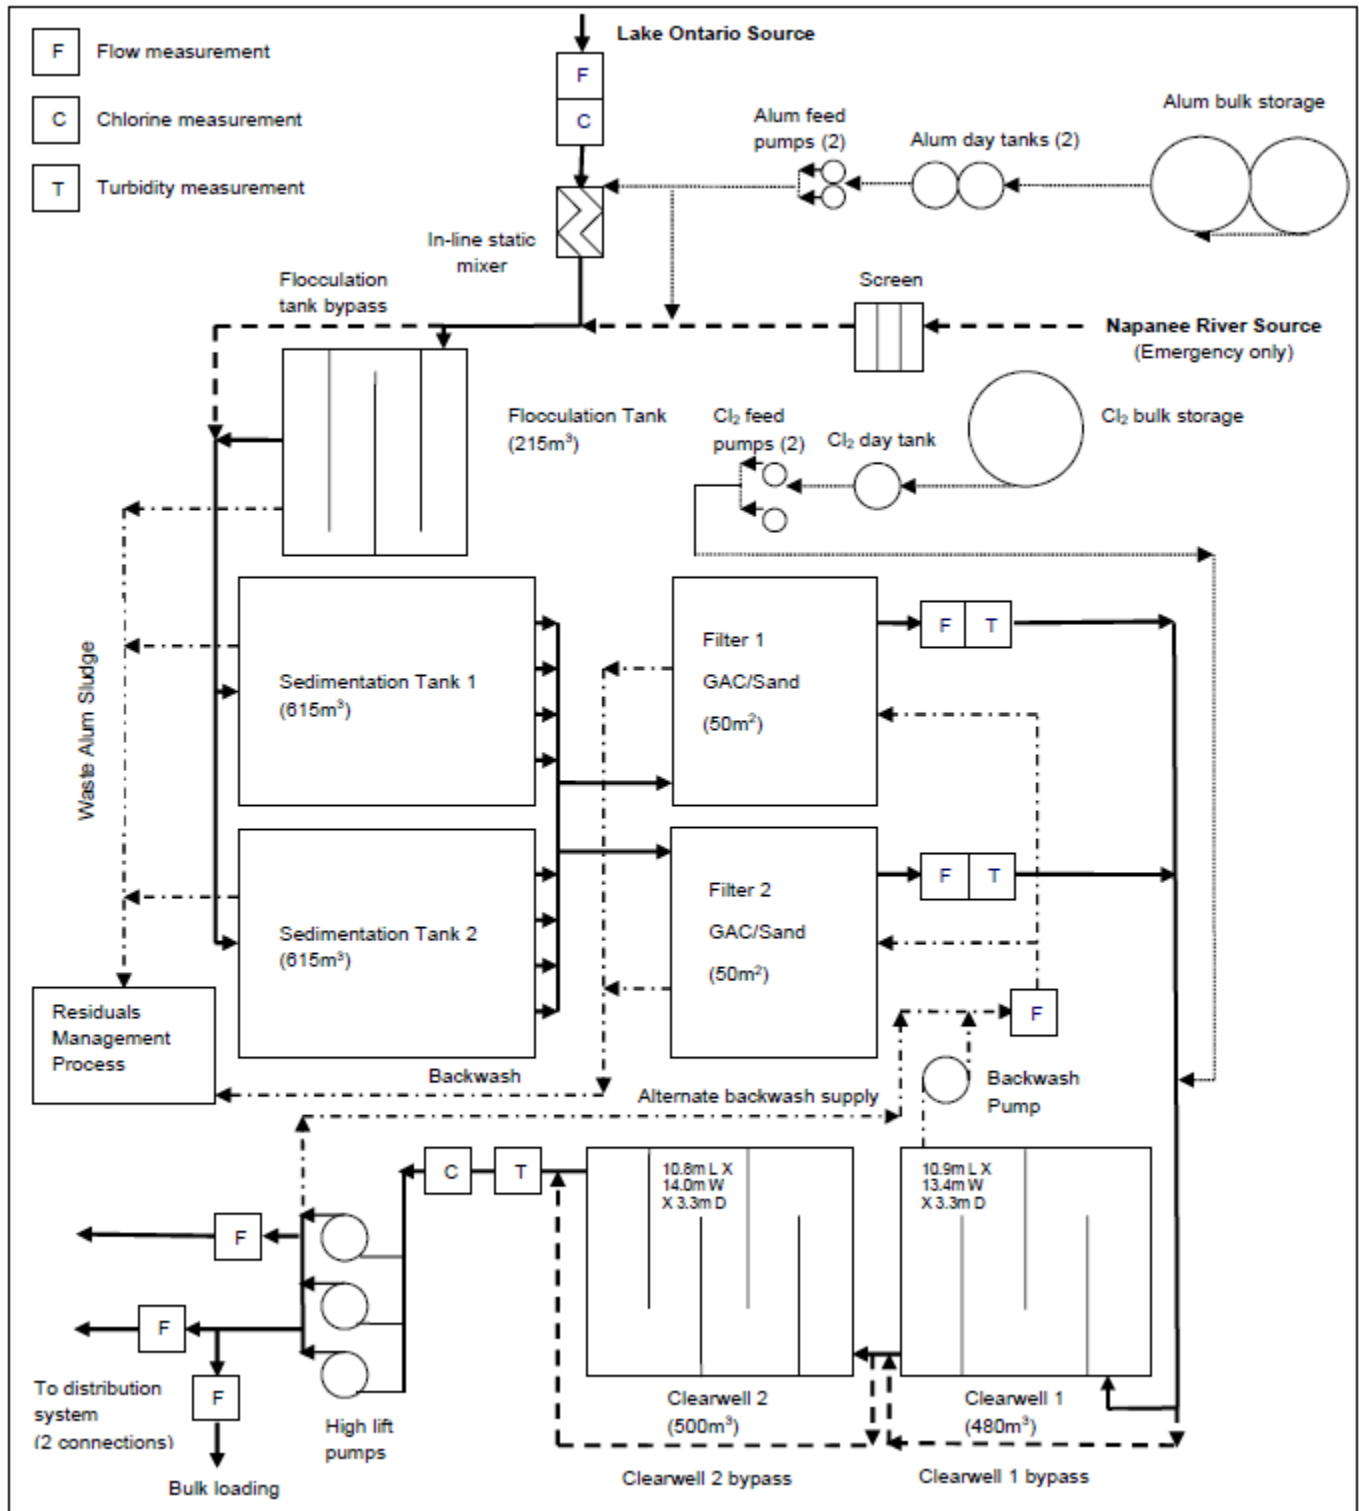 F
Flow measurement
C
Chlorine measurement
T
Turbidity measurement
Lake Ontario Source
F
C
In-line static
mixer
Alum feed
pumps (2)
Alum day tanks (2)
Alum bulk storage
Flocculation
tank bypass
Screen
Napanee River Source
(Emergency only)
Flocculation Tank
(215m³)
Cl₂ feed
pumps (2)
Cl₂ day tank
Cl₂ bulk storage
Waste Alum Sludge
Sedimentation Tank 1
(615m³)
Filter 1
GAC/Sand
(50m²)
F
T
Sedimentation Tank 2
(615m³)
Filter 2
GAC/Sand
(50m²)
F
T
Residuals
Management
Process
Backwash
F
Alternate backwash supply
Backwash
Pump
C
T
10.8m L X
14.0m W
X 3.3m D
10.9m L X
13.4m W
X 3.3m D
F
F
F
To distribution
system
(2 connections)
High lift
pumps
Clearwell 2
(500m³)
Clearwell 1
(480m³)
Bulk loading
Clearwell 2 bypass
Clearwell 1 bypass